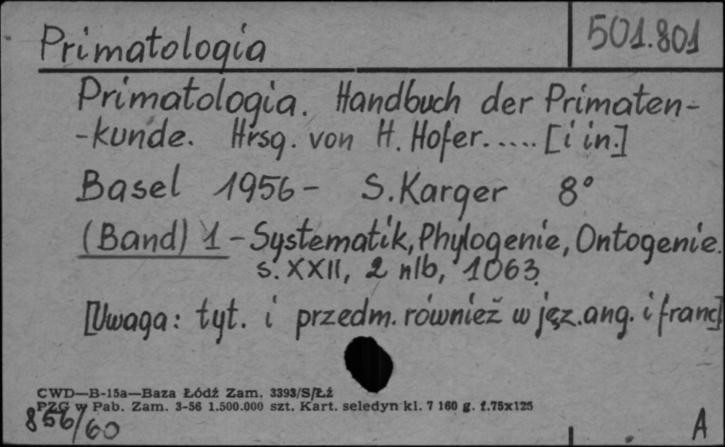 Primatologia
501.801
Primatologia. Handbuch der Primaten-
-kunde. Hrsg. von H. Hofer..... [i in.]
Basel 1956- S. Karger 8°
(Band) 1 - Systematik, Phylogenie, Ontogenie.
s. XXII, 2 nlb, 1063.
[Uwaga: tyt. i przedm. również w jęz. ang. i franc]
CWD—B-15a—Baza Łódź Zam. 3393/S/Łż
PZG w Pab. Zam. 3-56 1.500.000 szt. Kart. seledyn kl. 7 160 g. f.75x125
856/60
A